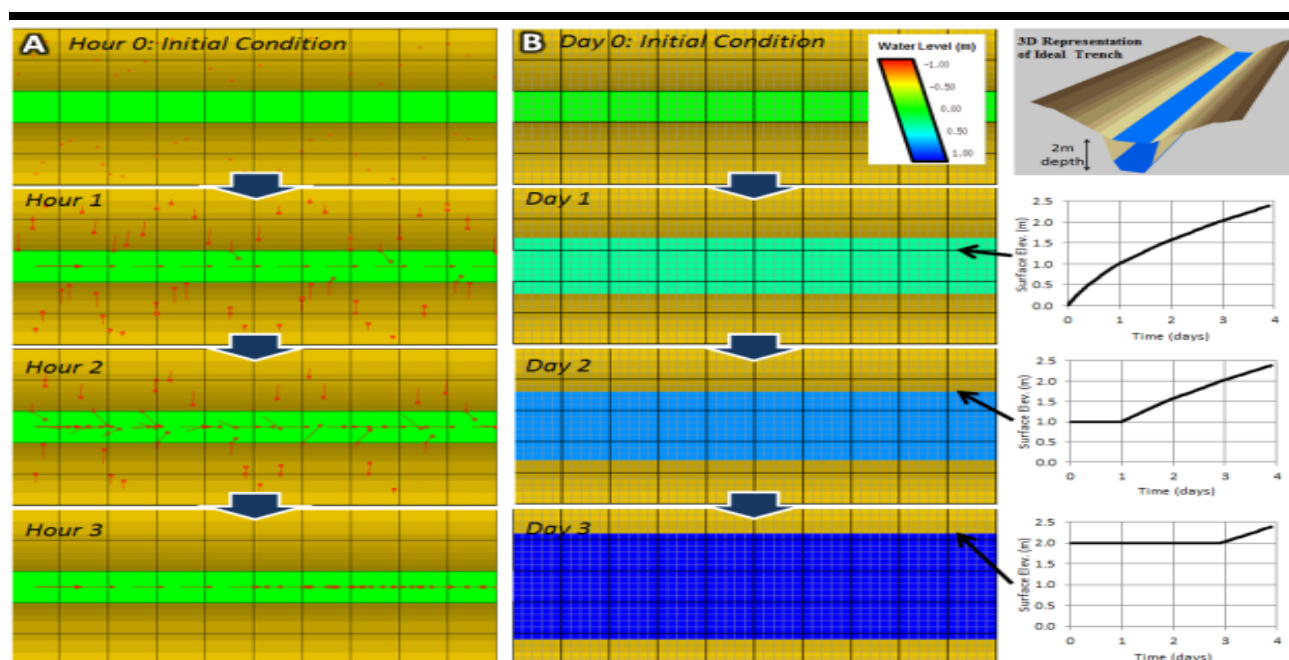 A Hour 0: Initial Condition
Hour 1
Hour 2
Hour 3
B Day 0: Initial Condition
Water Level (m)
-1.00
-0.50
0.00
0.50
1.00
Day 1
Day 2
Day 3
3D Representation
of Ideal Trench
2m
depth
Surface Elev. (m)
2.5
2.0
1.5
1.0
0.5
0.0
0 1 2 3 4
Time (days)
Surface Elev. (m)
2.5
2.0
1.5
1.0
0.5
0.0
0 1 2 3 4
Time (days)
Surface Elev. (m)
2.5
2.0
1.5
1.0
0.5
0.0
0 1 2 3 4
Time (days)